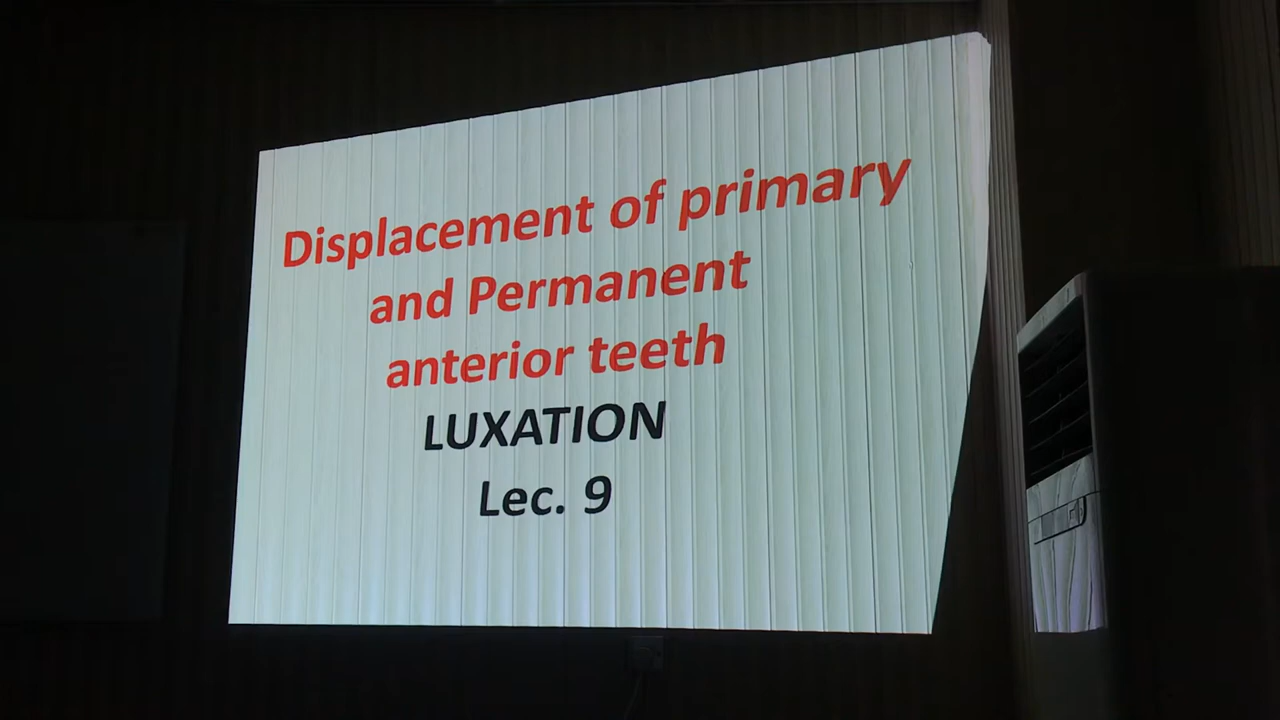 Displacement of primary
and Permanent
anterior teeth
LUXATION
Lec. 9